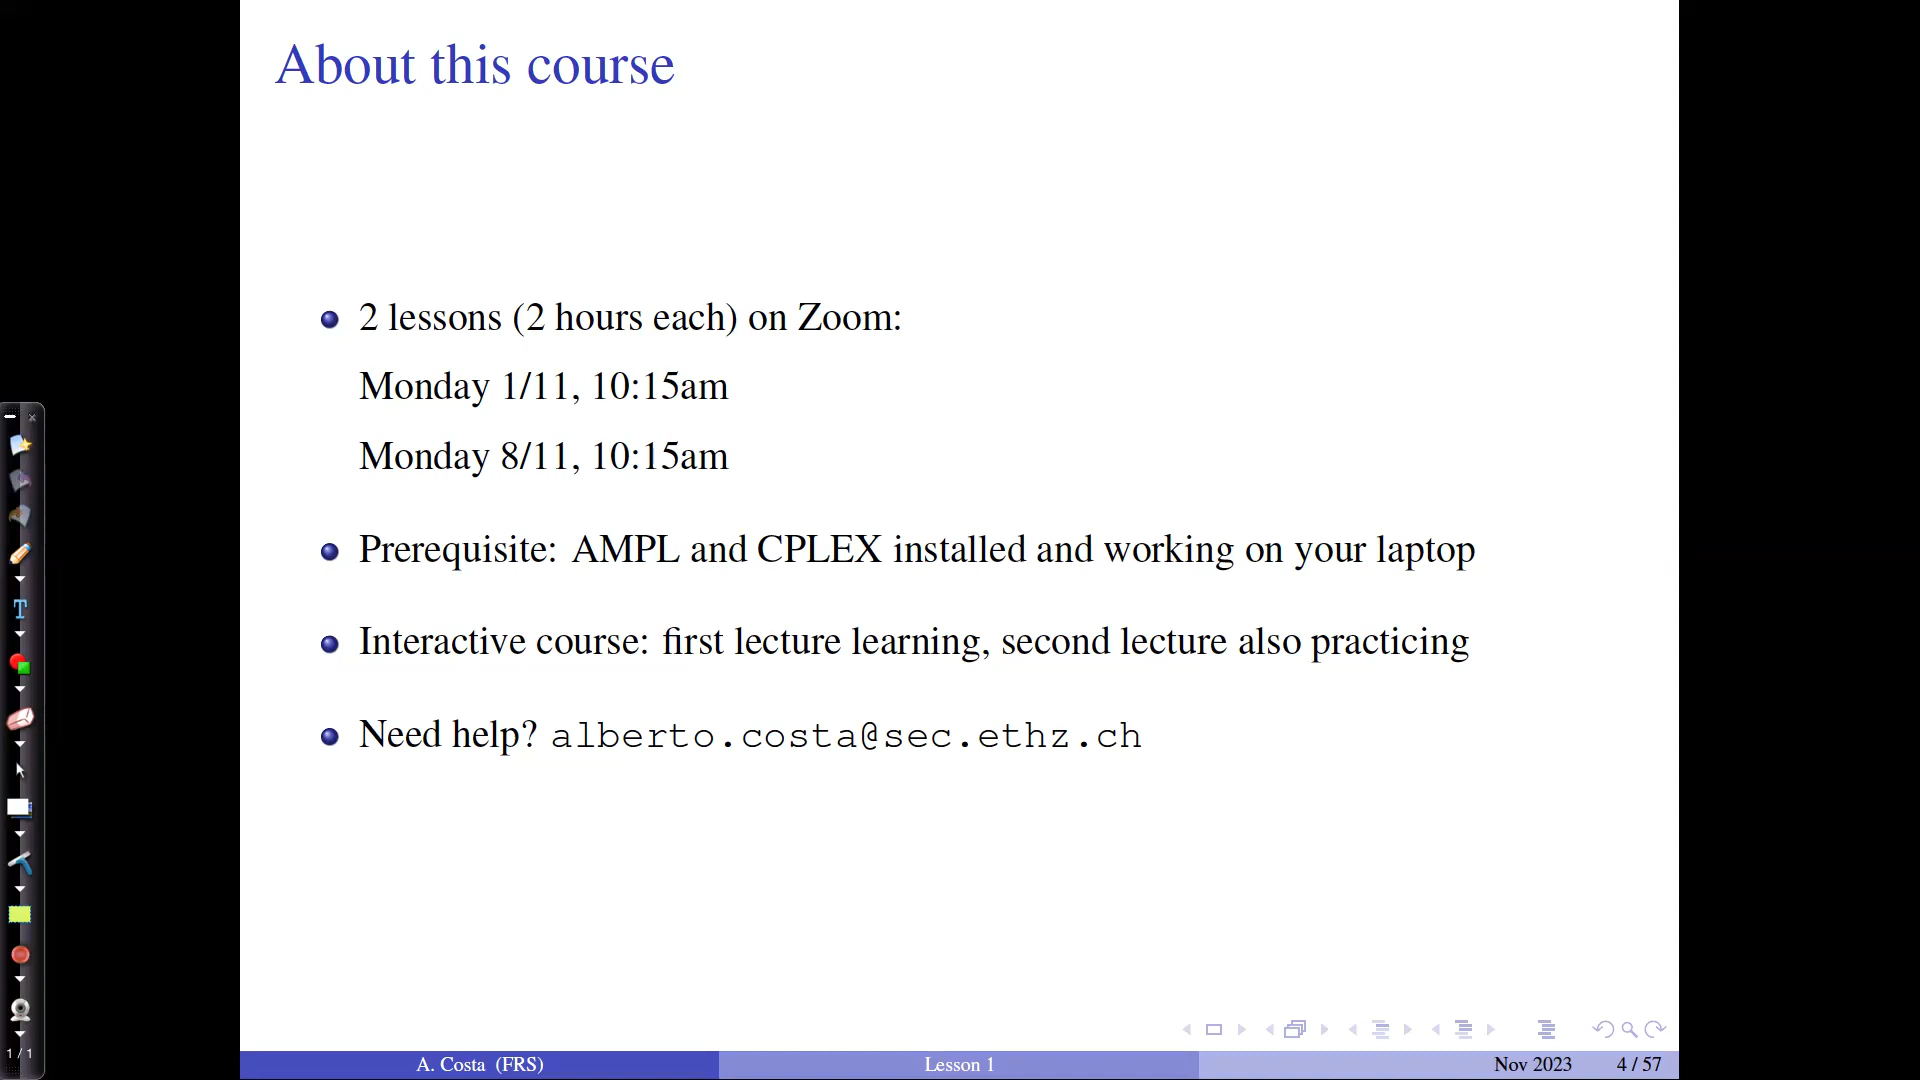 About this course
2 lessons (2 hours each) on Zoom:
Monday 1/11, 10:15am
Monday 8/11, 10:15am
Prerequisite: AMPL and CPLEX installed and working on your laptop
Interactive course: first lecture learning, second lecture also practicing
Need help? alberto.costa@sec.ethz.ch
1 / 1
A. Costa (FRS)
Lesson 1
Nov 2023
4 / 57